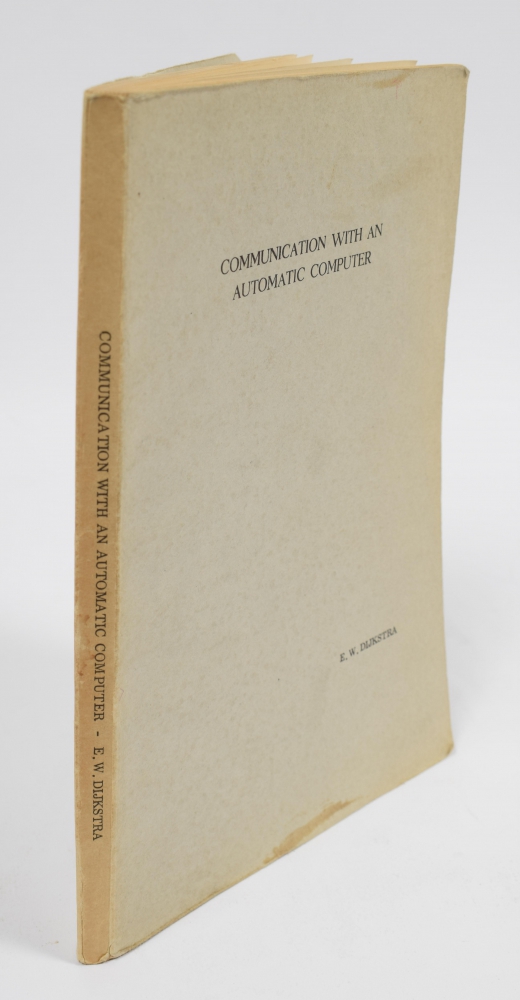 COMMUNICATION WITH AN
AUTOMATIC COMPUTER
E. W. DIJKSTRA
COMMUNICATION WITH AN AUTOMATIC COMPUTER - E. W. DIJKSTRA